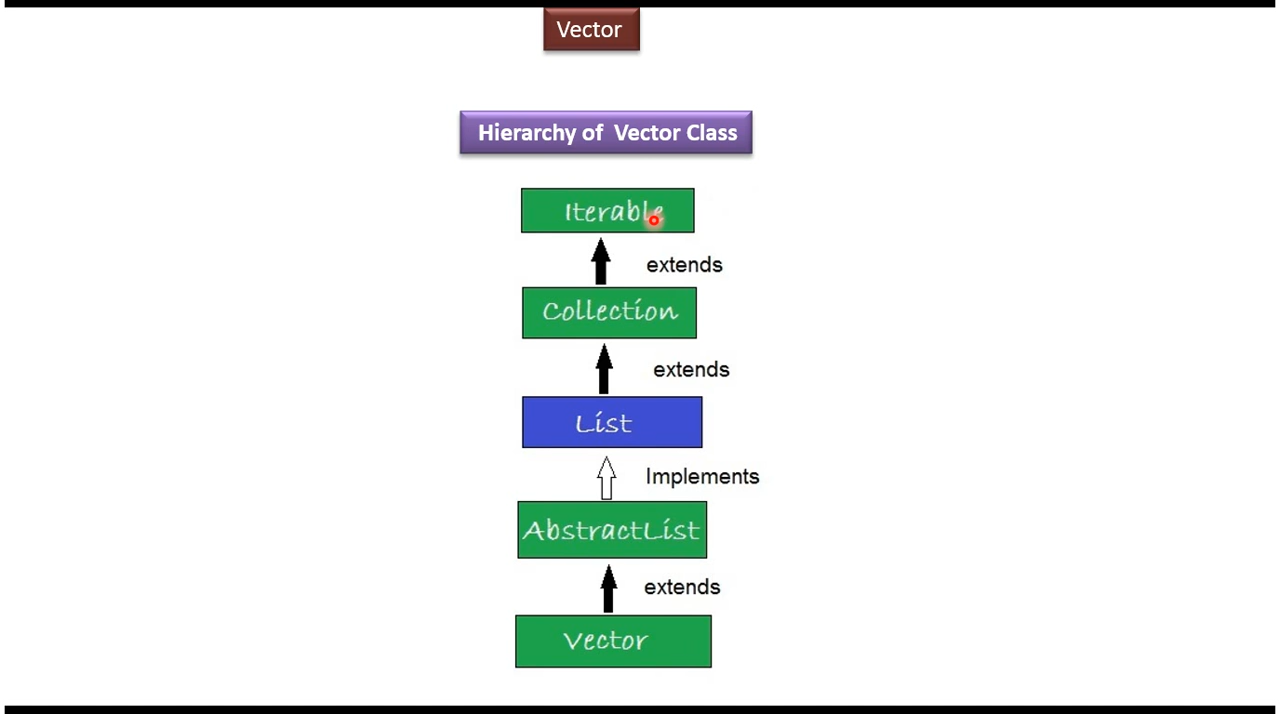 Vector
Hierarchy of Vector Class
Iterable
extends
Collection
extends
List
Implements
AbstractList
extends
Vector